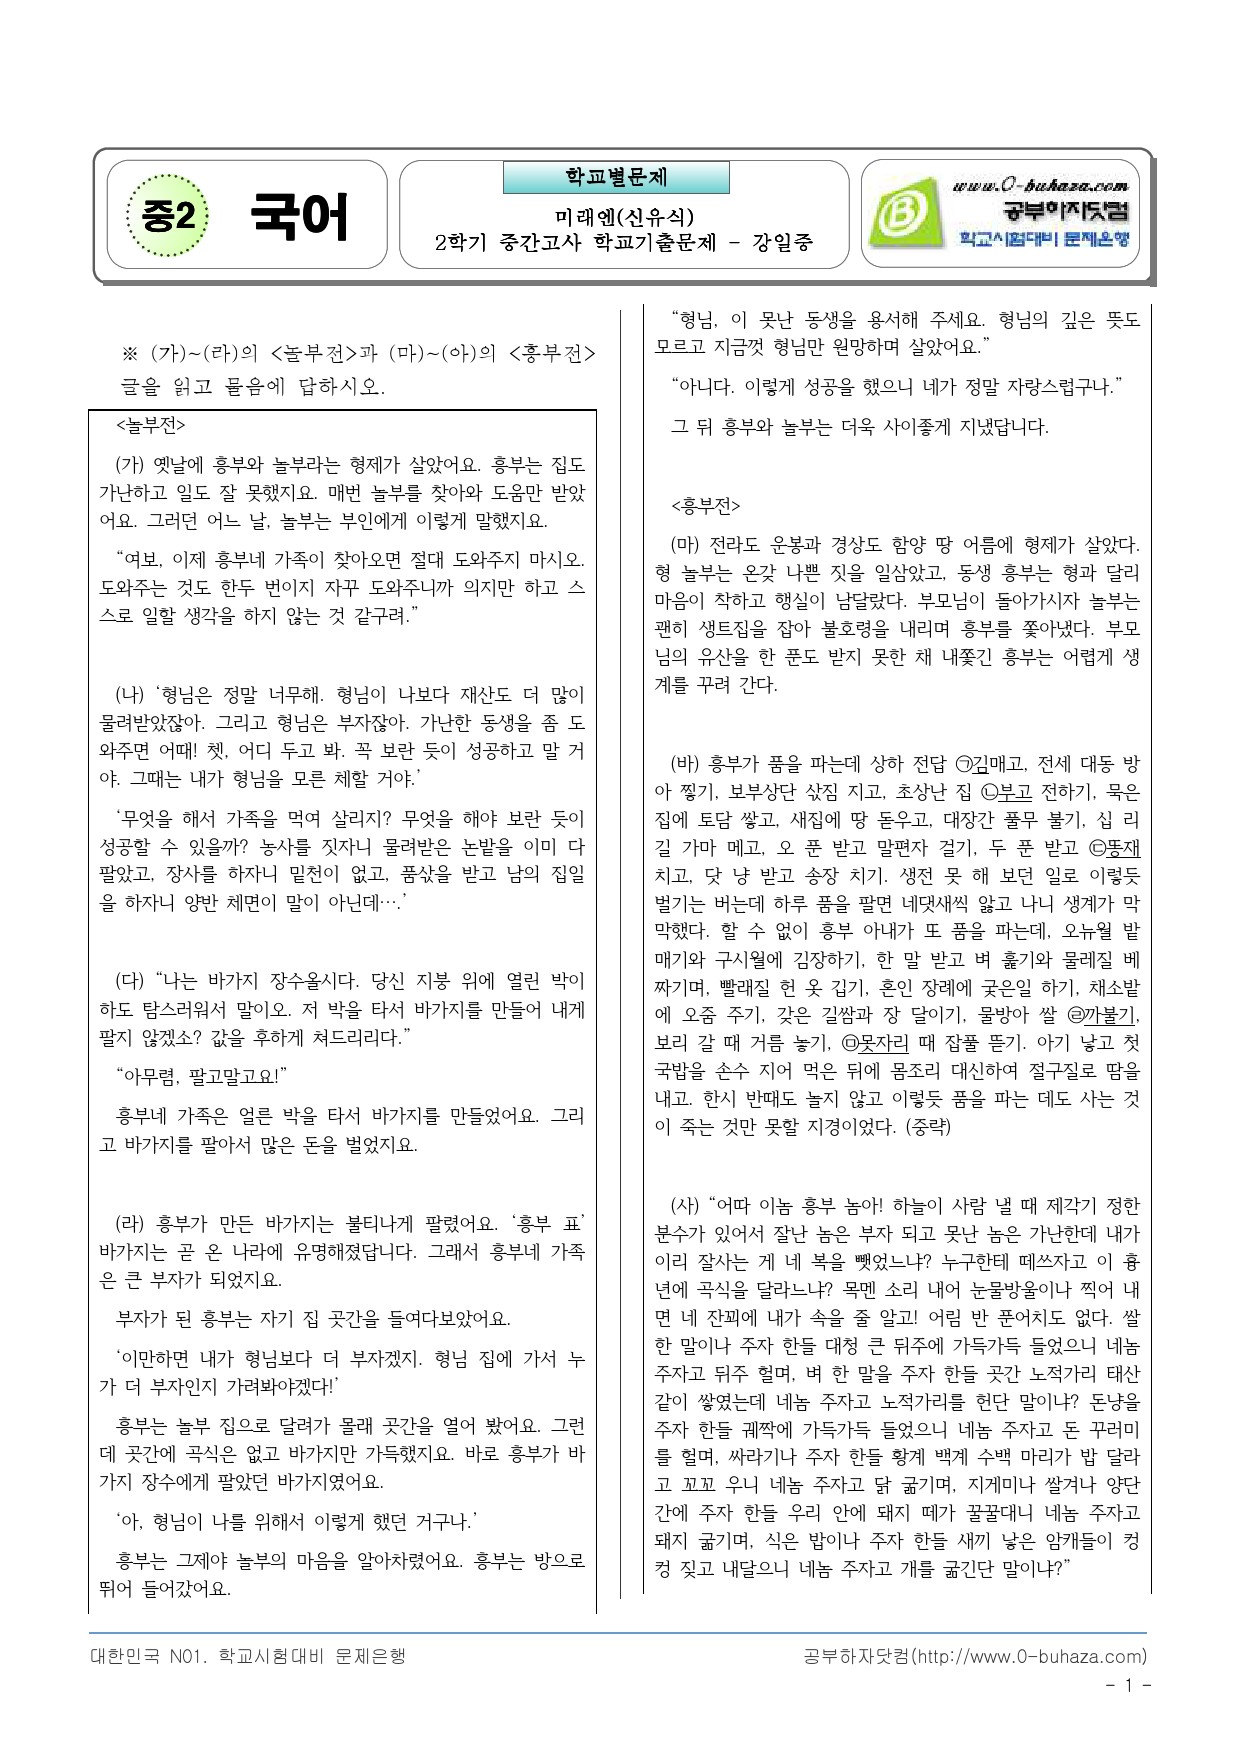 중2 국어
학교별문제
미래엔(신유식)
2학기 중간고사 학교기출문제 - 강일중
www.0-buhaza.com
공부하자닷컴
학교시험대비 문제은행
※ (가)~(라)의 <놀부전>과 (마)~(아)의 <흥부전>
글을 읽고 물음에 답하시오.
<놀부전>
(가) 옛날에 흥부와 놀부라는 형제가 살았어요. 흥부는 집도
가난하고 일도 잘 못했지요. 매번 놀부를 찾아와 도움만 받았
어요. 그러던 어느 날, 놀부는 부인에게 이렇게 말했지요.
“여보, 이제 흥부네 가족이 찾아오면 절대 도와주지 마시오.
도와주는 것도 한두 번이지 자꾸 도와주니까 의지만 하고 스
스로 일할 생각을 하지 않는 것 같구려.”
(나) ‘형님은 정말 너무해. 형님이 나보다 재산도 더 많이
물려받았잖아. 그리고 형님은 부자잖아. 가난한 동생을 좀 도
와주면 어때! 쳇, 어디 두고 봐. 꼭 보란 듯이 성공하고 말 거
야. 그때는 내가 형님을 모른 체할 거야.’
‘무엇을 해서 가족을 먹여 살리지? 무엇을 해야 보란 듯이
성공할 수 있을까? 농사를 짓자니 물려받은 논밭을 이미 다
팔았고, 장사를 하자니 밑천이 없고, 품삯을 받고 남의 집일
을 하자니 양반 체면이 말이 아닌데….’
(다) “나는 바가지 장수올시다. 당신 지붕 위에 열린 박이
하도 탐스러워서 말이오. 저 박을 타서 바가지를 만들어 내게
팔지 않겠소? 값을 후하게 쳐드리리다.”
“아무렴, 팔고말고요!”
흥부네 가족은 얼른 박을 타서 바가지를 만들었어요. 그리
고 바가지를 팔아서 많은 돈을 벌었지요.
(라) 흥부가 만든 바가지는 불티나게 팔렸어요. ‘흥부 표’
바가지는 곧 온 나라에 유명해졌답니다. 그래서 흥부네 가족
은 큰 부자가 되었지요.
부자가 된 흥부는 자기 집 곳간을 들여다보았어요.
‘이만하면 내가 형님보다 더 부자겠지. 형님 집에 가서 누
가 더 부자인지 가려봐야겠다!’
흥부는 놀부 집으로 달려가 몰래 곳간을 열어 봤어요. 그런
데 곳간에 곡식은 없고 바가지만 가득했지요. 바로 흥부가 바
가지 장수에게 팔았던 바가지였어요.
‘아, 형님이 나를 위해서 이렇게 했던 거구나.’
흥부는 그제야 놀부의 마음을 알아차렸어요. 흥부는 방으로
뛰어 들어갔어요.
“형님, 이 못난 동생을 용서해 주세요. 형님의 깊은 뜻도
모르고 지금껏 형님만 원망하며 살았어요.”
“아니다. 이렇게 성공을 했으니 네가 정말 자랑스럽구나.”
그 뒤 흥부와 놀부는 더욱 사이좋게 지냈답니다.
<흥부전>
(마) 전라도 운봉과 경상도 함양 땅 어름에 형제가 살았다.
형 놀부는 온갖 나쁜 짓을 일삼았고, 동생 흥부는 형과 달리
마음이 착하고 행실이 남달랐다. 부모님이 돌아가시자 놀부는
괜히 생트집을 잡아 불호령을 내리며 흥부를 쫓아냈다. 부모
님의 유산을 한 푼도 받지 못한 채 내쫓긴 흥부는 어렵게 생
계를 꾸려 간다.
(바) 흥부가 품을 파는데 상하 전답 ㉠김매고, 전세 대동 방
아 찧기, 보부상단 삯짐 지고, 초상난 집 ㉡부고 전하기, 묵은
집에 토담 쌓고, 새집에 땅 돋우고, 대장간 풀무 불기, 십 리
길 가마 메고, 오 푼 받고 말편자 걸기, 두 푼 받고 ㉢똥재
치고, 닷 냥 받고 송장 치기. 생전 못 해 보던 일로 이렇듯
벌기는 버는데 하루 품을 팔면 네댓새씩 앓고 나니 생계가 막
막했다. 할 수 없이 흥부 아내가 또 품을 파는데, 오뉴월 밭
매기와 구시월에 김장하기, 한 말 받고 벼 훑기와 물레질 베
짜기며, 빨래질 헌 옷 깁기, 혼인 장례에 궂은일 하기, 채소밭
에 오줌 주기, 갖은 길쌈과 장 달이기, 물방아 쌀 ㉣까불기,
보리 갈 때 거름 놓기, ㉤못자리 때 잡풀 뜯기. 아기 낳고 첫
국밥을 손수 지어 먹은 뒤에 몸조리 대신하여 절구질로 땀을
내고. 한시 반때도 놀지 않고 이렇듯 품을 파는 데도 사는 것
이 죽는 것만 못할 지경이었다. (중략)
(사) “어따 이놈 흥부 놈아! 하늘이 사람 낼 때 제각기 정한
분수가 있어서 잘난 놈은 부자 되고 못난 놈은 가난한데 내가
이리 잘사는 게 네 복을 뺏었느냐? 누구한테 떼쓰자고 이 흉
년에 곡식을 달라느냐? 목멘 소리 내어 눈물방울이나 찍어 내
면 네 잔꾀에 내가 속을 줄 알고! 어림 반 푼어치도 없다. 쌀
한 말이나 주자 한들 대청 큰 뒤주에 가득가득 들었으니 네놈
주자고 뒤주 헐며, 벼 한 말을 주자 한들 곳간 노적가리 태산
같이 쌓였는데 네놈 주자고 노적가리를 헌단 말이냐? 돈냥을
주자 한들 궤짝에 가득가득 들었으니 네놈 주자고 돈 꾸러미
를 헐며, 싸라기나 주자 한들 황계 백계 수백 마리가 밥 달라
고 꼬꼬 우니 네놈 주자고 닭 굶기며, 지게미나 쌀겨나 양단
간에 주자 한들 우리 안에 돼지 떼가 꿀꿀대니 네놈 주자고
돼지 굶기며, 식은 밥이나 주자 한들 새끼 낳은 암캐들이 컹
컹 짖고 내달으니 네놈 주자고 개를 굶긴단 말이냐?”
대한민국 N01. 학교시험대비 문제은행
공부하자닷컴(http://www.0-buhaza.com)
- 1 -